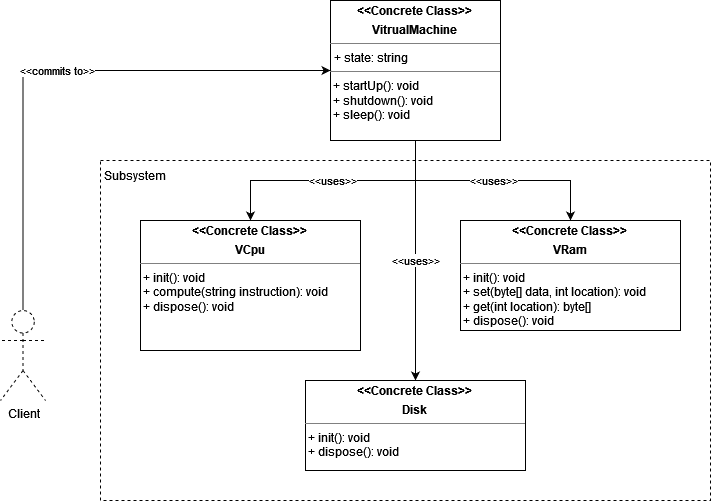 <<Concrete Class>>
VitrualMachine
+ state: string
+ startUp(): void
+ shutdown(): void
+ sleep(): void
<<commits to>>
Subsystem
<<uses>>
<<uses>>
<<Concrete Class>>
VCpu
+ init(): void
+ compute(string instruction): void
+ dispose(): void
<<uses>>
<<Concrete Class>>
VRam
+ init(): void
+ set(byte[] data, int location): void
+ get(int location): byte[]
+ dispose(): void
<<Concrete Class>>
Disk
+ init(): void
+ dispose(): void
Client